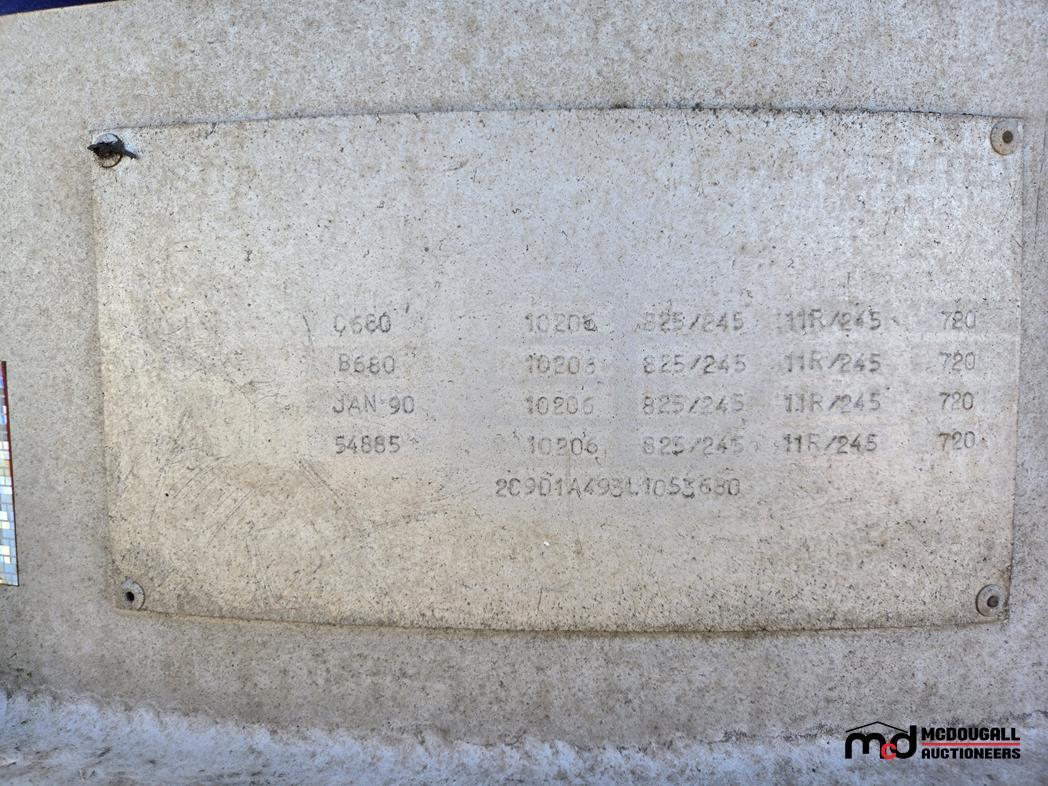 C680 10206 825/245 11R/245 720
B680 10206 825/245 11R/245 720
JAN 90 10206 825/245 11R/245 720
54885 10206 825/245 11R/245 720
2C9D1A493L1053680
mcd MCDOUGALL
AUCTIONEERS